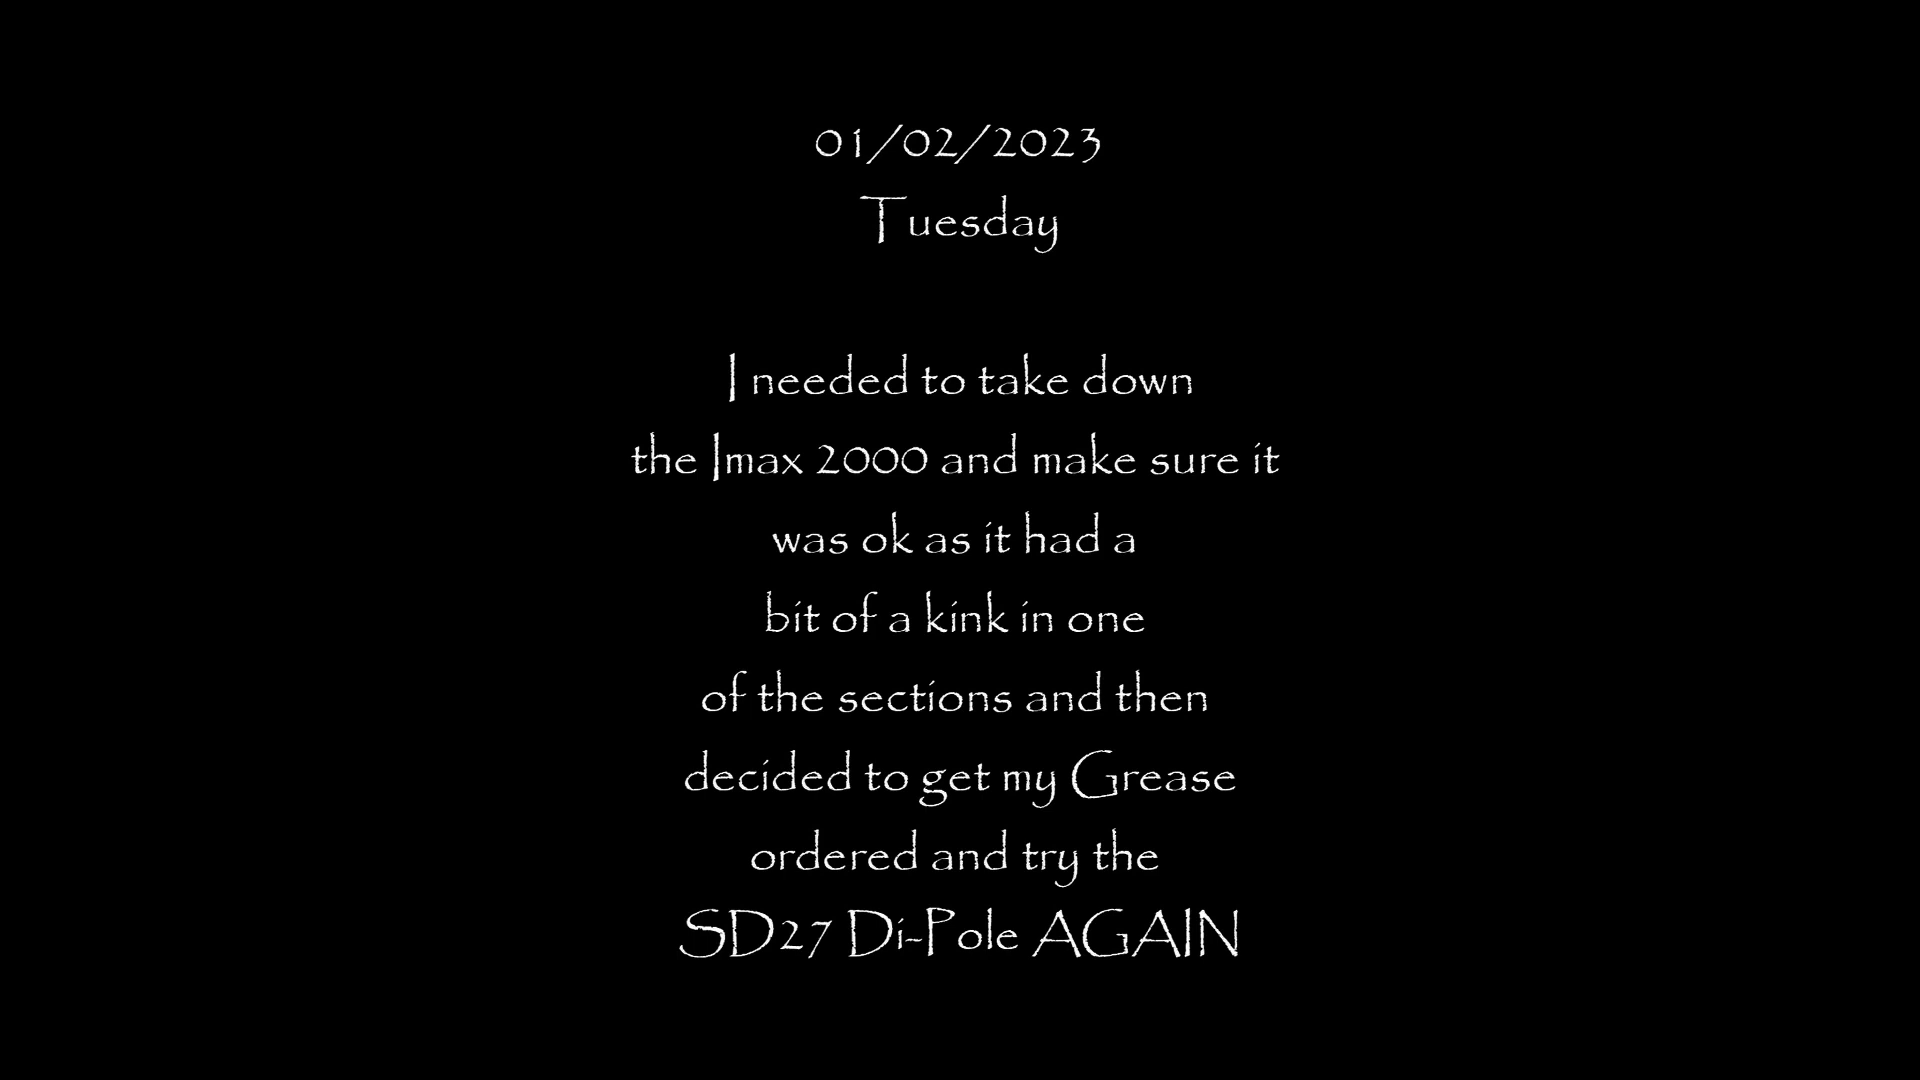 01/02/2023
Tuesday
I needed to take down
the Imax 2000 and make sure it
was ok as it had a
bit of a kink in one
of the sections and then
decided to get my Grease
ordered and try the
SD27 Di-Pole AGAIN